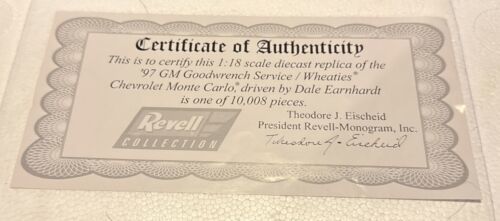 Certificate of Authenticity
This is to certify this 1:18 scale diecast replica of the
'97 GM Goodwrench Service / Wheaties®
Chevrolet Monte Carlo,® driven by Dale Earnhardt
is one of 10,008 pieces.
Theodore J. Eischeid
President Revell-Monogram, Inc.
Theodore J. Eischeid
Revell
COLLECTION